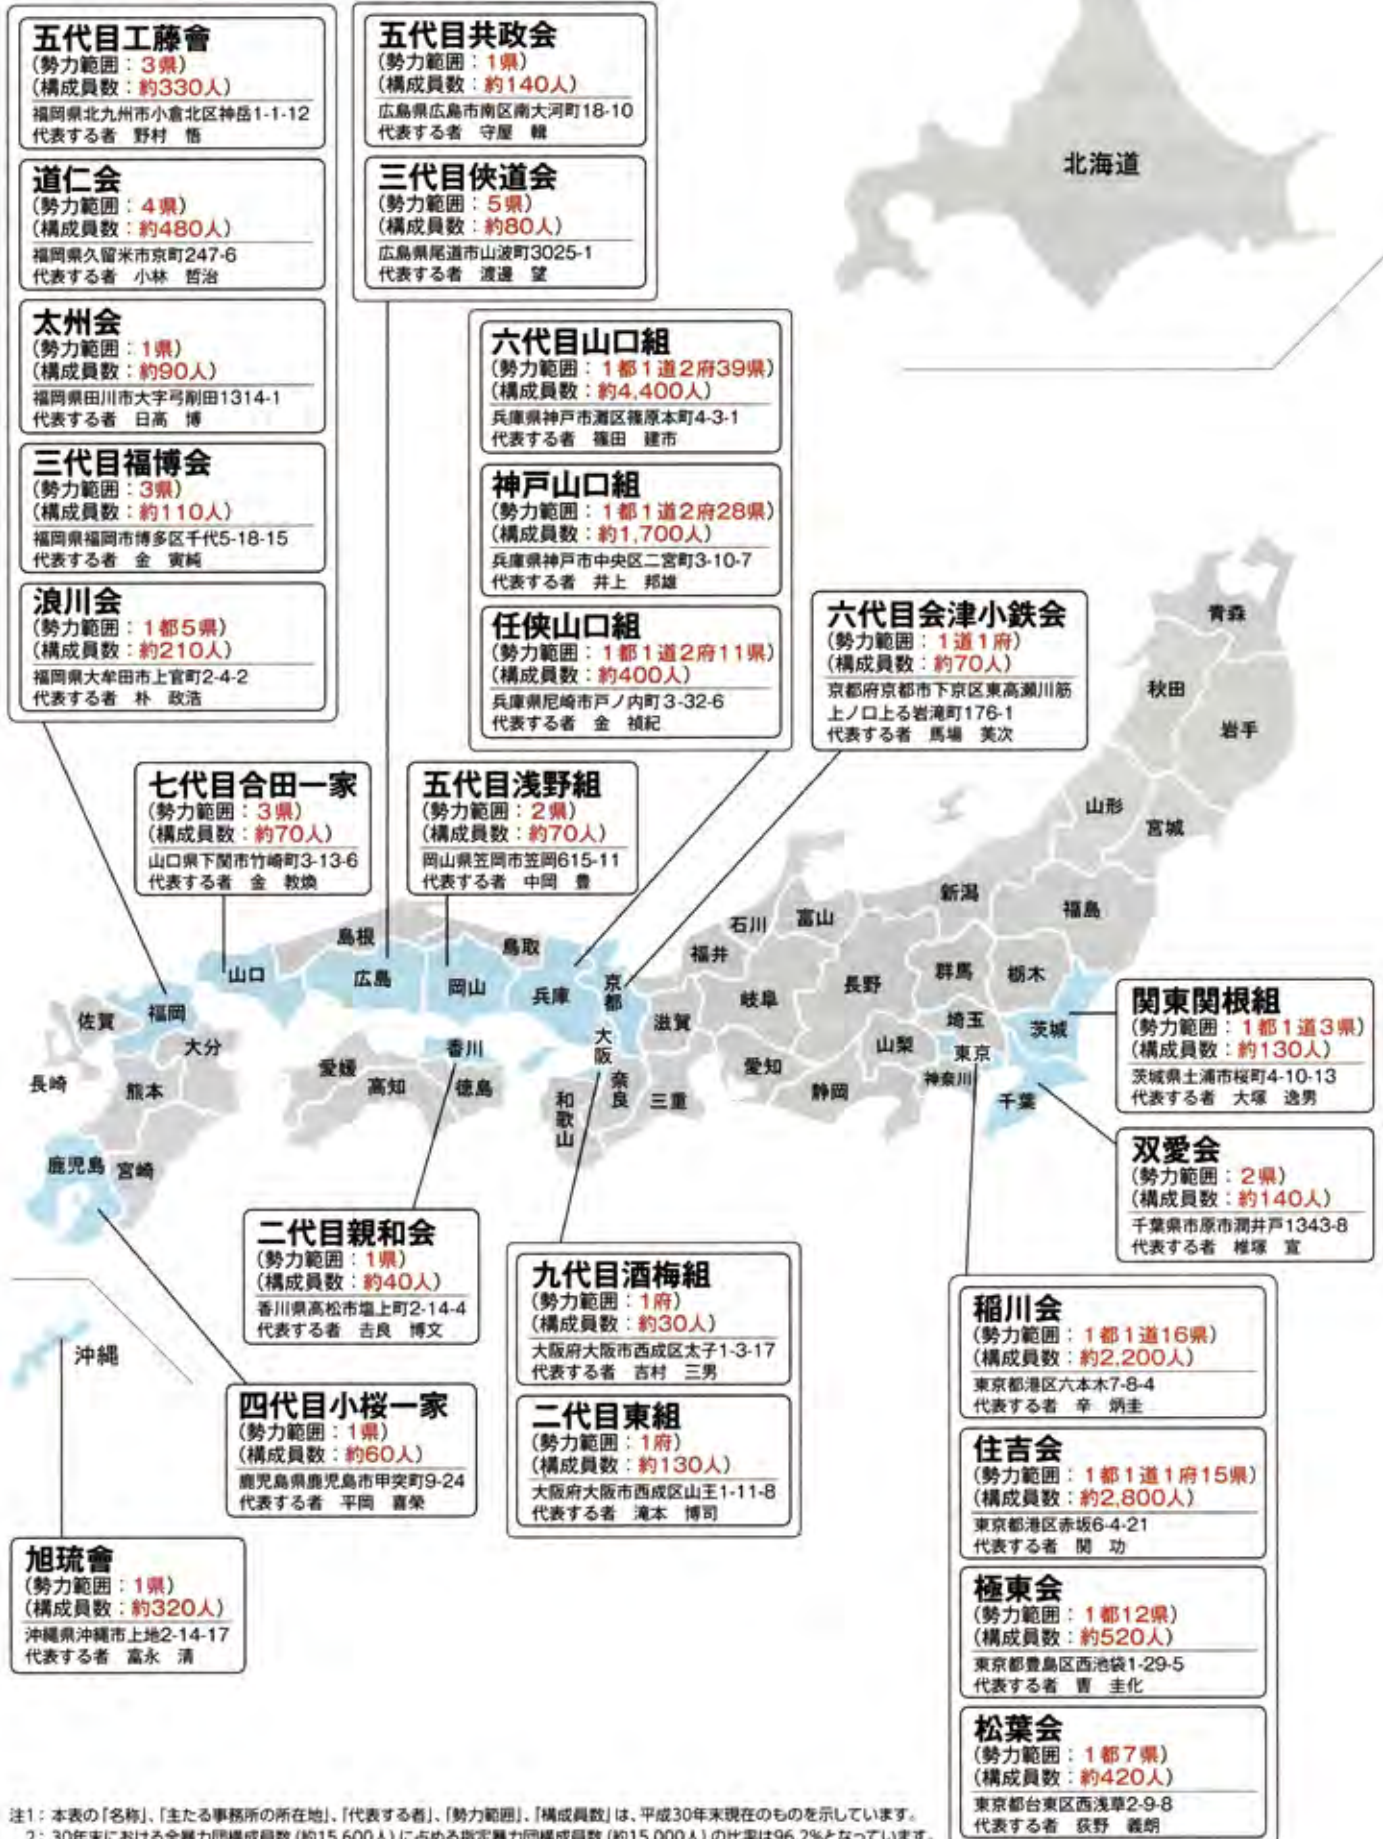 五代目工藤會
(勢力範囲:3県)
(構成員数:約330人)
福岡県北九州市小倉北区神岳1-1-12
代表する者 野村 悟
道仁会
(勢力範囲:4県)
(構成員数:約480人)
福岡県久留米市京町247-6
代表する者 小林 哲治
太州会
(勢力範囲:1県)
(構成員数:約90人)
福岡県田川市大字弓削田1314-1
代表する者 日高 博
三代目福博会
(勢力範囲:3県)
(構成員数:約110人)
福岡県福岡市博多区千代5-18-15
代表する者 金 寅純
浪川会
(勢力範囲:1都5県)
(構成員数:約210人)
福岡県大牟田市上官町2-4-2
代表する者 朴 政浩
五代目共政会
(勢力範囲:1県)
(構成員数:約140人)
広島県広島市南区南大河町18-10
代表する者 守屋 輯
三代目俠道会
(勢力範囲:5県)
(構成員数:約80人)
広島県尾道市山波町3025-1
代表する者 渡邊 望
六代目山口組
(勢力範囲:1都1道2府39県)
(構成員数:約4,400人)
兵庫県神戸市灘区篠原本町4-3-1
代表する者 篠田 建市
神戸山口組
(勢力範囲:1都1道2府28県)
(構成員数:約1,700人)
兵庫県神戸市中央区二宮町3-10-7
代表する者 井上 邦雄
任俠山口組
(勢力範囲:1都1道2府11県)
(構成員数:約400人)
兵庫県尼崎市戸ノ内町3-32-6
代表する者 金 禎紀
六代目会津小鉄会
(勢力範囲:1道1府)
(構成員数:約70人)
京都府京都市下京区東高瀬川筋
上ノ口上る岩滝町176-1
代表する者 馬場 美次
七代目合田一家
(勢力範囲:3県)
(構成員数:約70人)
山口県下関市竹崎町3-13-6
代表する者 金 教煥
五代目浅野組
(勢力範囲:2県)
(構成員数:約70人)
岡山県笠岡市笠岡615-11
代表する者 中岡 豊
北海道
青森
秋田
岩手
山形
宮城
新潟
福島
石川
富山
福井
長野
群馬
栃木
岐阜
埼玉
茨城
山梨
東京
神奈川
千葉
愛知
静岡
滋賀
三重
京都
大阪
奈良
和歌山
兵庫
鳥取
岡山
島根
広島
山口
香川
徳島
愛媛
高知
福岡
佐賀
長崎
大分
熊本
宮崎
鹿児島
沖縄
関東関根組
(勢力範囲:1都1道3県)
(構成員数:約130人)
茨城県土浦市桜町4-10-13
代表する者 大塚 逸男
双愛会
(勢力範囲:2県)
(構成員数:約140人)
千葉県市原市潤井戸1343-8
代表する者 椎塚 宣
二代目親和会
(勢力範囲:1県)
(構成員数:約40人)
香川県高松市塩上町2-14-4
代表する者 吉良 博文
九代目酒梅組
(勢力範囲:1府)
(構成員数:約30人)
大阪府大阪市西成区太子1-3-17
代表する者 吉村 三男
二代目東組
(勢力範囲:1府)
(構成員数:約130人)
大阪府大阪市西成区山王1-11-8
代表する者 滝本 博司
四代目小桜一家
(勢力範囲:1県)
(構成員数:約60人)
鹿児島県鹿児島市甲突町9-24
代表する者 平岡 喜榮
旭琉會
(勢力範囲:1県)
(構成員数:約320人)
沖縄県沖縄市上地2-14-17
代表する者 富永 清
稲川会
(勢力範囲:1都1道16県)
(構成員数:約2,200人)
東京都港区六本木7-8-4
代表する者 辛 炳圭
住吉会
(勢力範囲:1都1道1府15県)
(構成員数:約2,800人)
東京都港区赤坂6-4-21
代表する者 関 功
極東会
(勢力範囲:1都12県)
(構成員数:約520人)
東京都豊島区西池袋1-29-5
代表する者 曺 圭化
松葉会
(勢力範囲:1都7県)
(構成員数:約420人)
東京都台東区西浅草2-9-8
代表する者 荻野 義朗
注1:本表の「名称」、「主たる事務所の所在地」、「代表する者」、「勢力範囲」、「構成員数」は、平成30年末現在のものを示しています。
2:30年末における全暴力団構成員数(約15,600人)に占める指定暴力団構成員数(約15,000人)の比率は96.2%となっています。